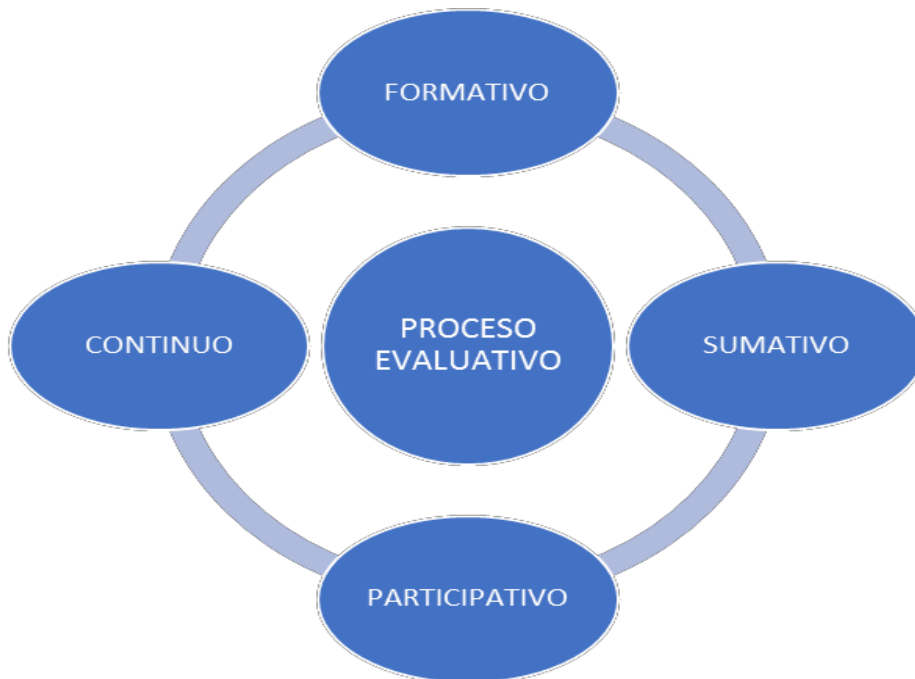 FORMATIVO
CONTINUO
PROCESO
EVALUATIVO
SUMATIVO
PARTICIPATIVO